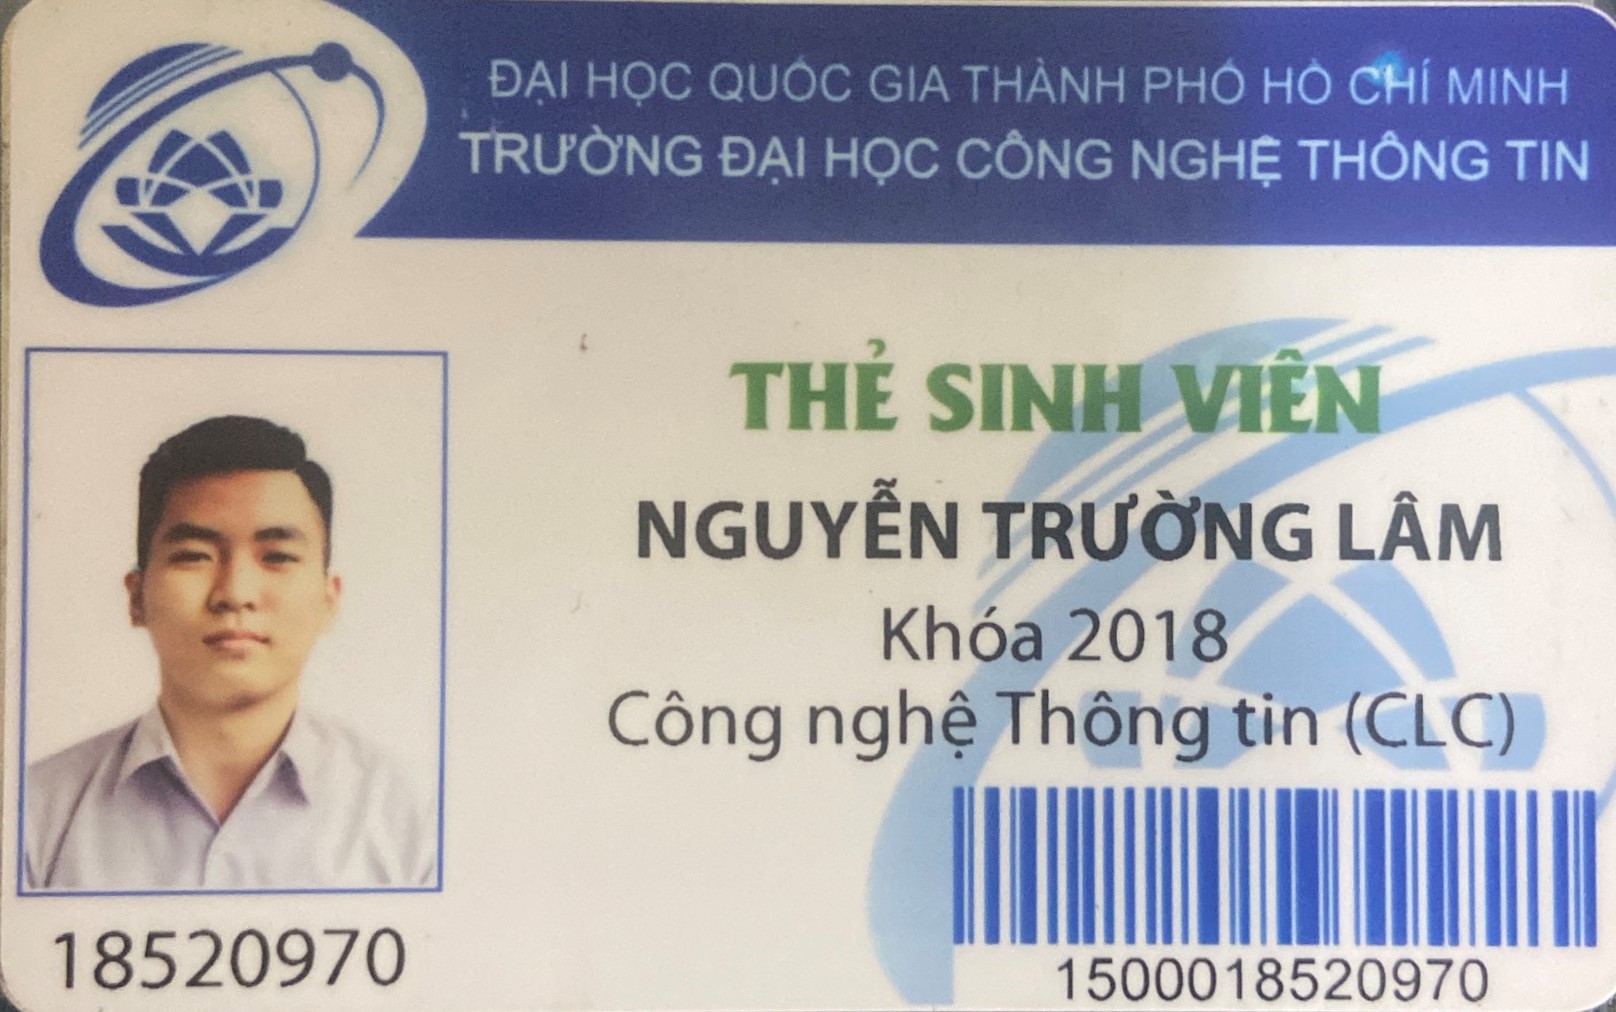 ĐẠI HỌC QUỐC GIA THÀNH PHỐ HỒ CHÍ MINH
TRƯỜNG ĐẠI HỌC CÔNG NGHỆ THÔNG TIN
THẺ SINH VIÊN
NGUYỄN TRƯỜNG LÂM
Khóa 2018
Công nghệ Thông tin (CLC)
18520970
1500018520970